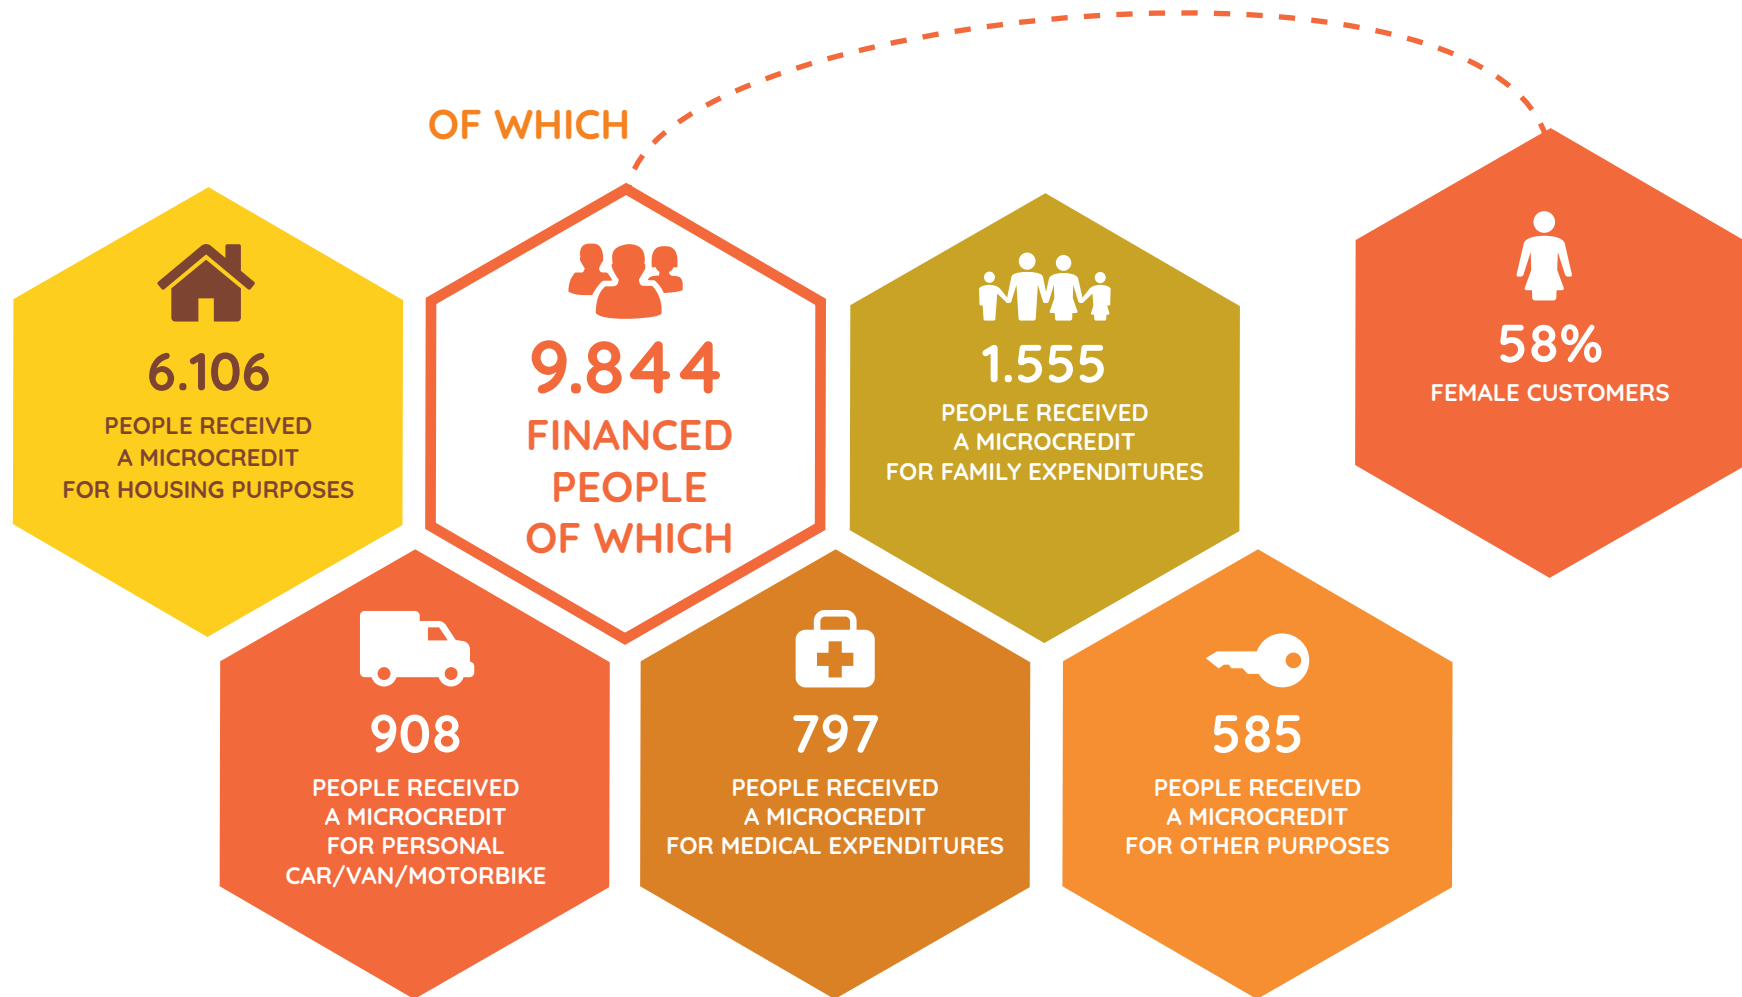 OF WHICH
6.106
PEOPLE RECEIVED
A MICROCREDIT
FOR HOUSING PURPOSES
9.844
FINANCED
PEOPLE
OF WHICH
1.555
PEOPLE RECEIVED
A MICROCREDIT
FOR FAMILY EXPENDITURES
58%
FEMALE CUSTOMERS
908
PEOPLE RECEIVED
A MICROCREDIT
FOR PERSONAL
CAR/VAN/MOTORBIKE
797
PEOPLE RECEIVED
A MICROCREDIT
FOR MEDICAL EXPENDITURES
585
PEOPLE RECEIVED
A MICROCREDIT
FOR OTHER PURPOSES